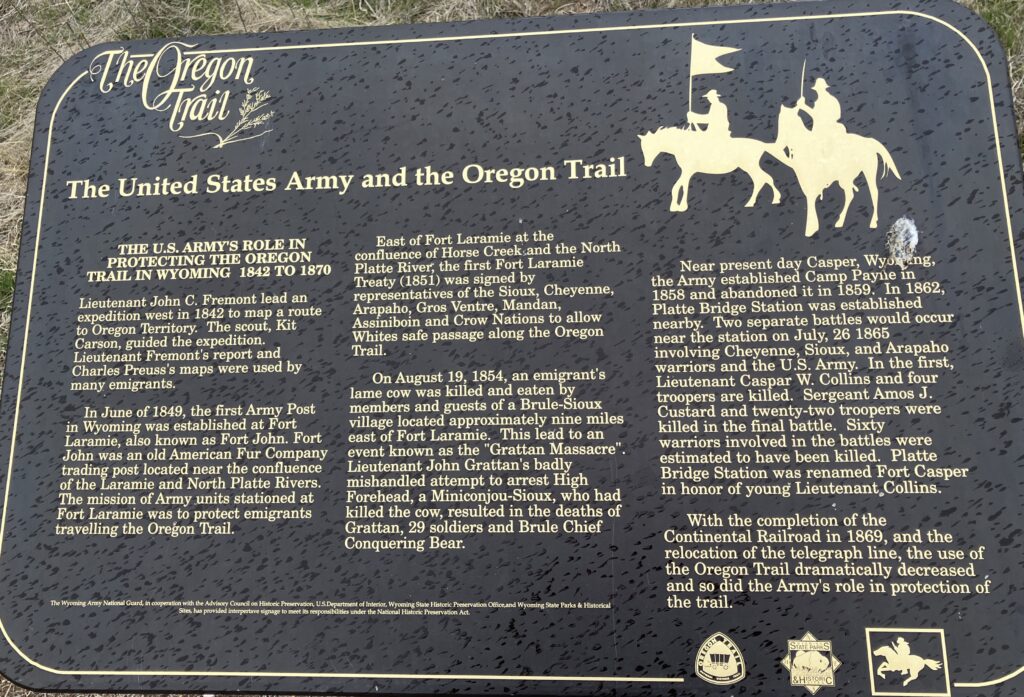 The Oregon
Trail
The United States Army and the Oregon Trail
THE U.S. ARMY'S ROLE IN
PROTECTING THE OREGON
TRAIL IN WYOMING 1842 TO 1870
Lieutenant John C. Fremont lead an
expedition west in 1842 to map a route
to Oregon Territory. The scout, Kit
Carson, guided the expedition.
Lieutenant Fremont's report and
Charles Preuss's maps were used by
many emigrants.
In June of 1849, the first Army Post
in Wyoming was established at Fort
Laramie, also known as Fort John. Fort
John was an old American Fur Company
trading post located near the confluence
of the Laramie and North Platte Rivers.
The mission of Army units stationed at
Fort Laramie was to protect emigrants
travelling the Oregon Trail.
East of Fort Laramie at the
confluence of Horse Creek and the North
Platte River, the first Fort Laramie
Treaty (1851) was signed by
representatives of the Sioux, Cheyenne,
Arapaho, Gros Ventre, Mandan,
Assiniboin and Crow Nations to allow
Whites safe passage along the Oregon
Trail.
On August 19, 1854, an emigrant's
lame cow was killed and eaten by
members and guests of a Brule-Sioux
village located approximately nine miles
east of Fort Laramie. This lead to an
event known as the "Grattan Massacre".
Lieutenant John Grattan's badly
mishandled attempt to arrest High
Forehead, a Miniconjou-Sioux, who had
killed the cow, resulted in the deaths of
Grattan, 29 soldiers and Brule Chief
Conquering Bear.
Near present day Casper, Wyoming,
the Army established Camp Payne in
1858 and abandoned it in 1859. In 1862,
Platte Bridge Station was established
nearby. Two separate battles would occur
near the station on July, 26 1865
involving Cheyenne, Sioux, and Arapaho
warriors and the U.S. Army. In the first,
Lieutenant Caspar W. Collins and four
troopers are killed. Sergeant Amos J.
Custard and twenty-two troopers were
killed in the final battle. Sixty
warriors involved in the battles were
estimated to have been killed. Platte
Bridge Station was renamed Fort Casper
in honor of young Lieutenant Collins.
With the completion of the
Continental Railroad in 1869, and the
relocation of the telegraph line, the use of
the Oregon Trail dramatically decreased
and so did the Army's role in protection of
the trail.
The Wyoming Army National Guard, in cooperation with the Advisory Council on Historic Preservation, U.S.Department of Interior, Wyoming State Historic Preservation Office,and Wyoming State Parks & Historical
Sites, has provided interpretive signage to meet its responsibilities under the National Historic Preservation Act.
OREGON TRAIL
STATE PARKS
& HISTORIC